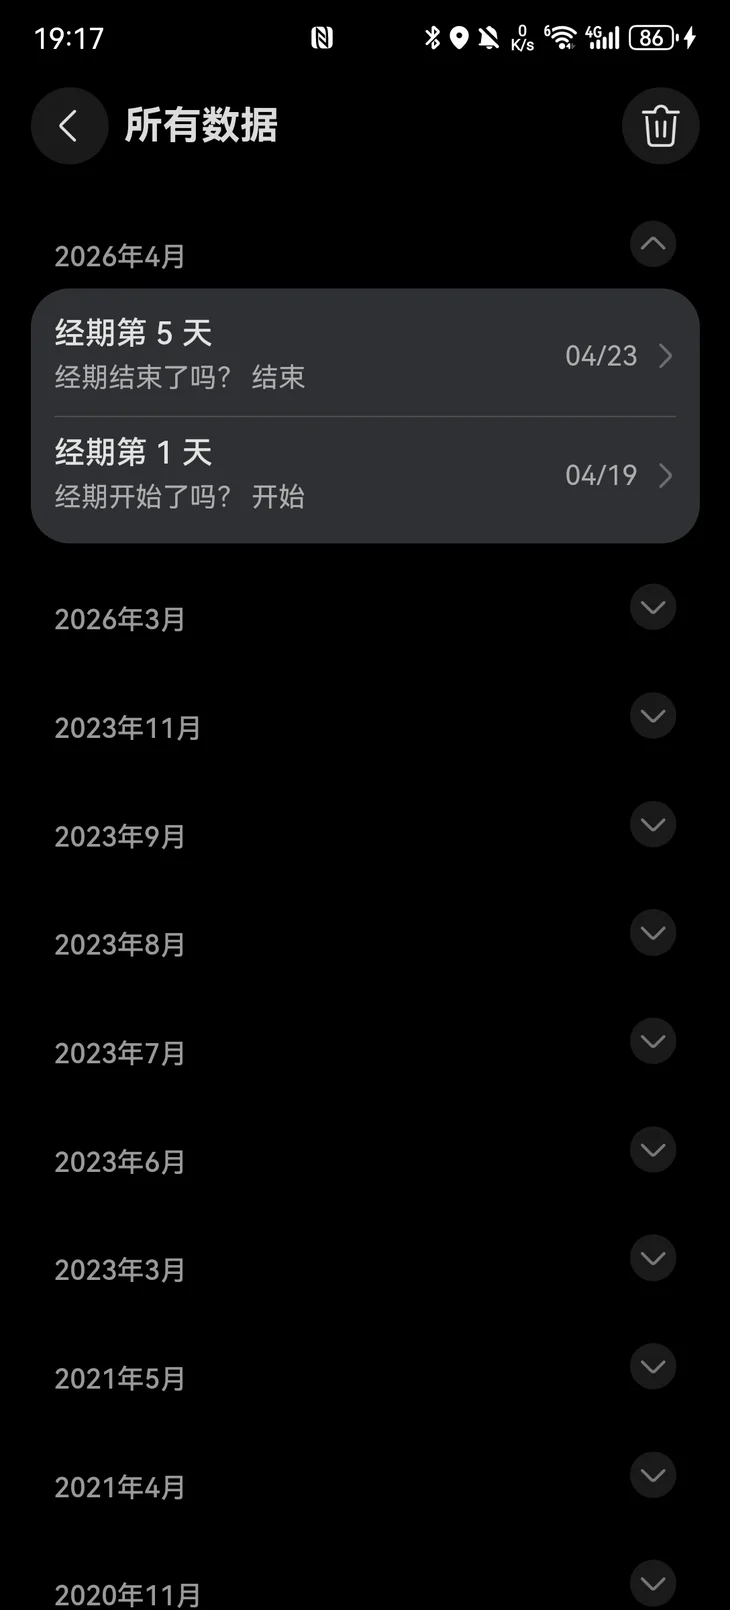 19:17
0 K/s 6 4G 86
所有数据
2026年4月
经期第 5 天
经期结束了吗? 结束
04/23
经期第 1 天
经期开始了吗? 开始
04/19
2026年3月
2023年11月
2023年9月
2023年8月
2023年7月
2023年6月
2023年3月
2021年5月
2021年4月
2020年11月